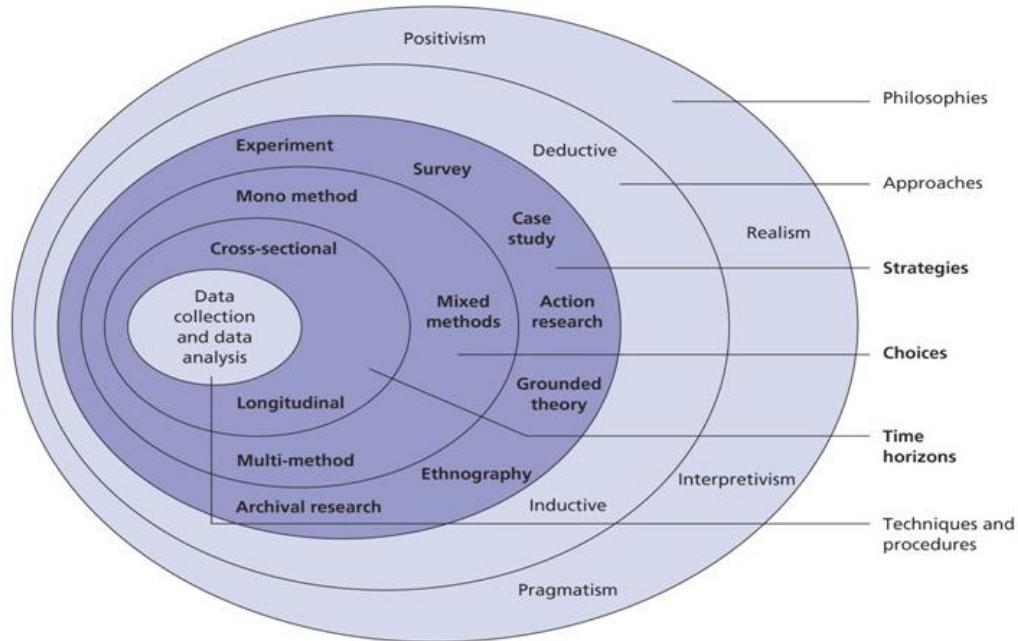 Positivism
Philosophies
Experiment
Deductive
Survey
Approaches
Mono method
Case
study
Realism
Cross-sectional
Strategies
Data
collection
and data
analysis
Mixed
methods
Action
research
Choices
Grounded
theory
Longitudinal
Time
horizons
Multi-method
Ethnography
Interpretivism
Archival research
Inductive
Techniques and
procedures
Pragmatism